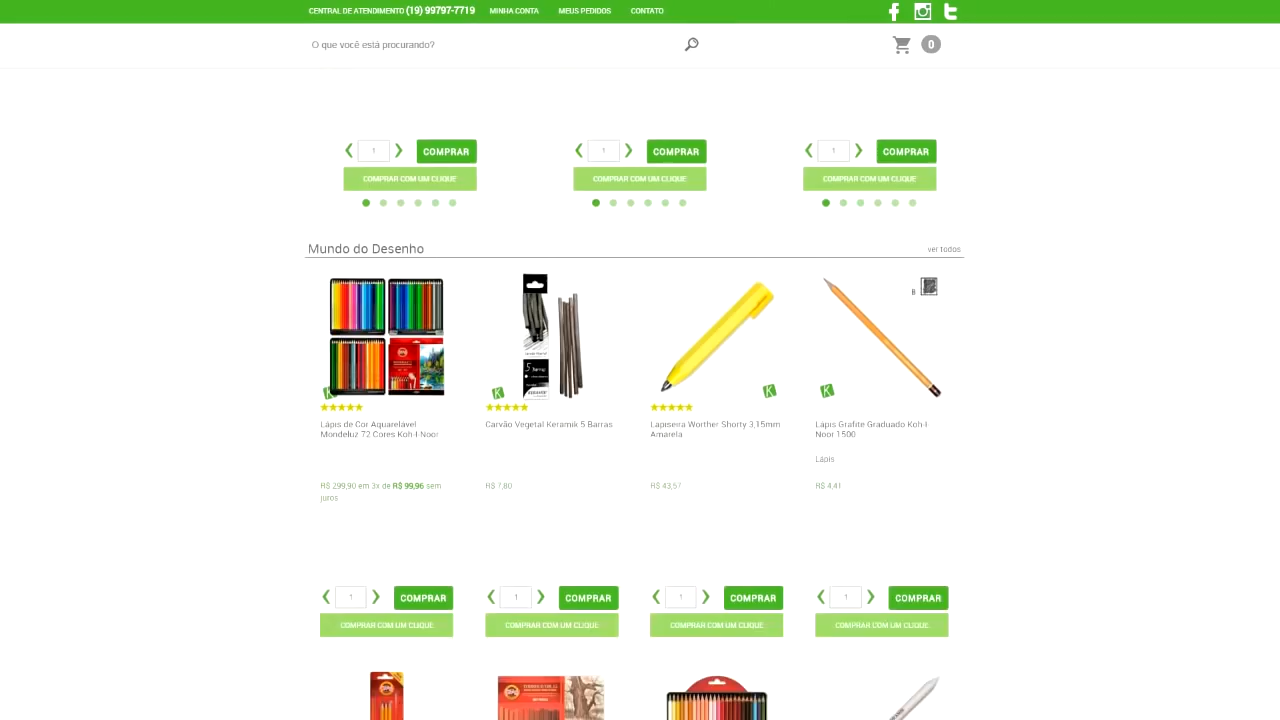 CENTRAL DE ATENDIMENTO (19) 99797-7719 MINHA CONTA MEUS PEDIDOS CONTATO
O que você está procurando? 0
1 COMPRAR 1 COMPRAR 1 COMPRAR
COMPRAR COM UM CLIQUE COMPRAR COM UM CLIQUE COMPRAR COM UM CLIQUE
Mundo do Desenho ver todos
B
K K K K
Lápis de Cor Aquarelável Mondeluz 72 Cores Koh-I-Noor
Carvão Vegetal Keramik 5 Barras
Lapiseira Worther Shorty 3,15mm Amarela
Lápis Grafite Graduado Koh-I-Noor 1500
Lápis
R$ 299,90 em 3x de R$ 99,96 sem juros
R$ 7,80
R$ 43,57
R$ 4,41
1 COMPRAR 1 COMPRAR 1 COMPRAR 1 COMPRAR
COMPRAR COM UM CLIQUE COMPRAR COM UM CLIQUE COMPRAR COM UM CLIQUE COMPRAR COM UM CLIQUE